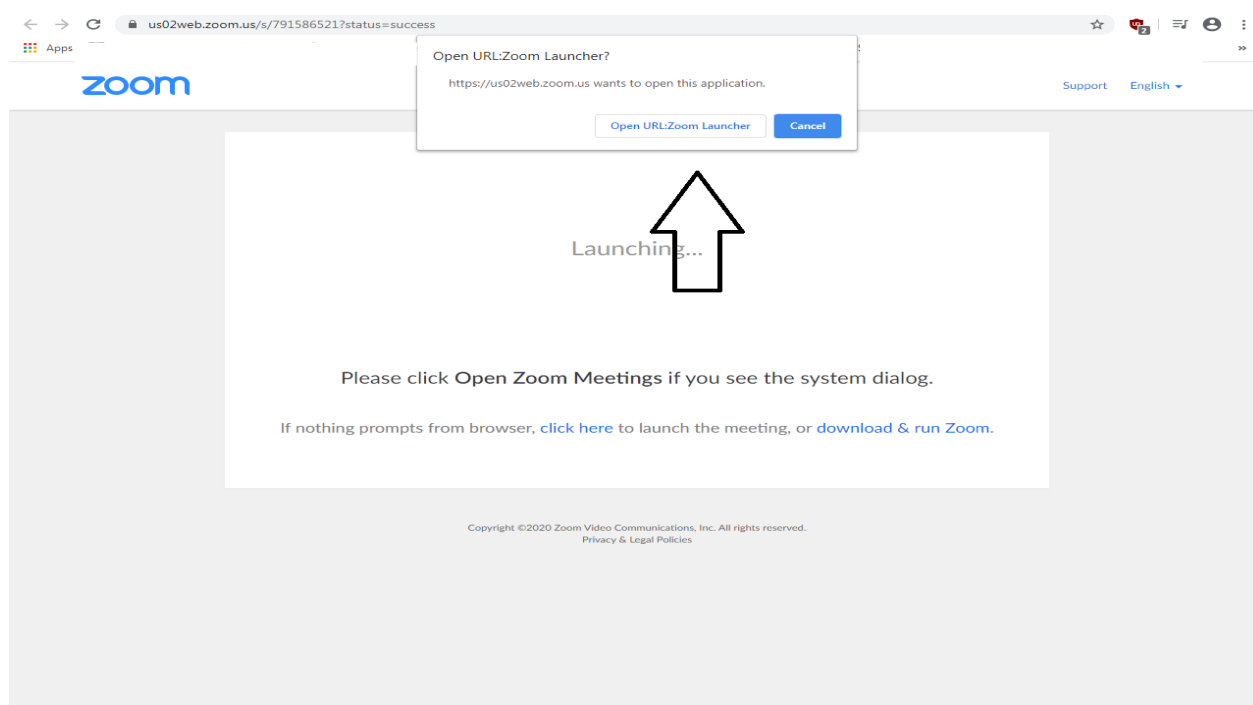 us02web.zoom.us/s/791586521?status=success
2
Apps
»
Open URL:Zoom Launcher?
https://us02web.zoom.us wants to open this application.
Open URL:Zoom Launcher Cancel
zoom
Support English
Launching...
Please click Open Zoom Meetings if you see the system dialog.
If nothing prompts from browser, click here to launch the meeting, or download & run Zoom.
Copyright ©2020 Zoom Video Communications, Inc. All rights reserved.
Privacy & Legal Policies